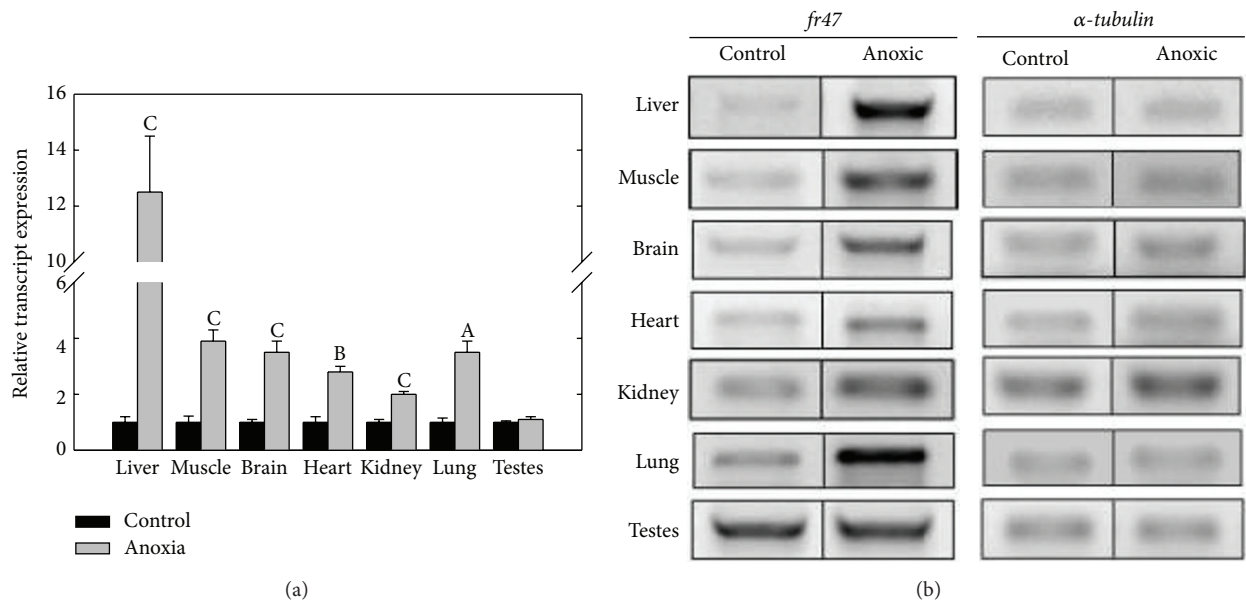 Relative transcript expression
16
14
12
10
6
4
2
0
C
C
C
B
C
A
Liver Muscle Brain Heart Kidney Lung Testes
Control
Anoxia
(a)
fr47 α-tubulin
Control Anoxic Control Anoxic
Liver
Muscle
Brain
Heart
Kidney
Lung
Testes
(b)